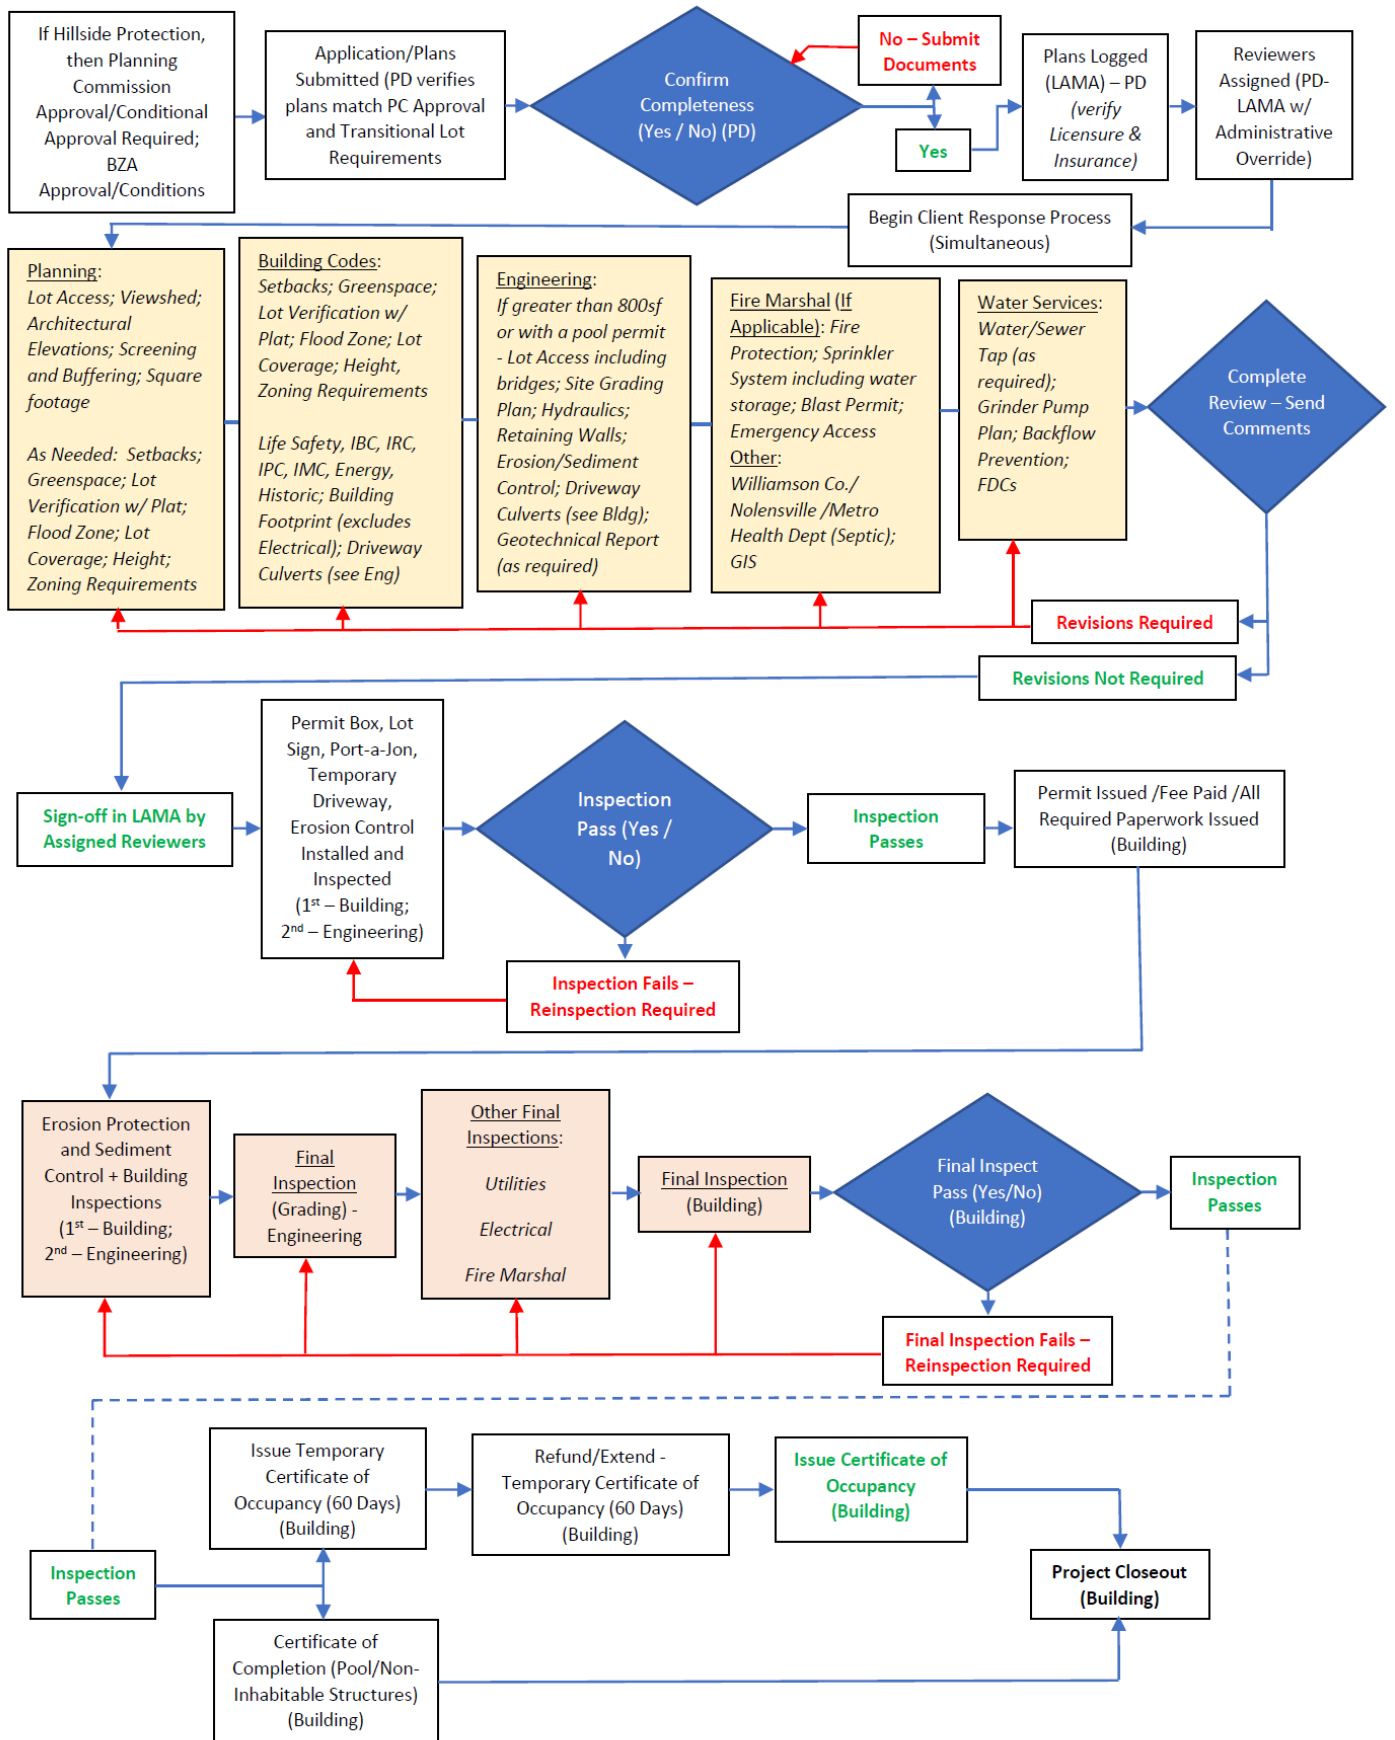 If Hillside Protection,
then Planning
Commission
Approval/Conditional
Approval Required;
BZA
Approval/Conditions
Application/Plans
Submitted (PD verifies
plans match PC Approval
and Transitional Lot
Requirements
Confirm
Completeness
(Yes / No) (PD)
No – Submit
Documents
Yes
Plans Logged
(LAMA) – PD
(verify
Licensure &
Insurance)
Reviewers
Assigned (PD-
LAMA w/
Administrative
Override)
Begin Client Response Process
(Simultaneous)
Planning:
Lot Access; Viewshed;
Architectural
Elevations; Screening
and Buffering; Square
footage
As Needed: Setbacks;
Greenspace; Lot
Verification w/ Plat;
Flood Zone; Lot
Coverage; Height;
Zoning Requirements
Building Codes:
Setbacks; Greenspace;
Lot Verification w/
Plat; Flood Zone; Lot
Coverage; Height,
Zoning Requirements
Life Safety, IBC, IRC,
IPC, IMC, Energy,
Historic; Building
Footprint (excludes
Electrical); Driveway
Culverts (see Eng)
Engineering:
If greater than 800sf
or with a pool permit
- Lot Access including
bridges; Site Grading
Plan; Hydraulics;
Retaining Walls;
Erosion/Sediment
Control; Driveway
Culverts (see Bldg);
Geotechnical Report
(as required)
Fire Marshal (If
Applicable): Fire
Protection; Sprinkler
System including water
storage; Blast Permit;
Emergency Access
Other:
Williamson Co./
Nolensville /Metro
Health Dept (Septic);
GIS
Water Services:
Water/Sewer
Tap (as
required);
Grinder Pump
Plan; Backflow
Prevention;
FDCs
Complete
Review – Send
Comments
Revisions Required
Revisions Not Required
Sign-off in LAMA by
Assigned Reviewers
Permit Box, Lot
Sign, Port-a-Jon,
Temporary
Driveway,
Erosion Control
Installed and
Inspected
(1st – Building;
2nd – Engineering)
Inspection
Pass (Yes /
No)
Inspection
Passes
Permit Issued /Fee Paid /All
Required Paperwork Issued
(Building)
Inspection Fails –
Reinspection Required
Erosion Protection
and Sediment
Control + Building
Inspections
(1st – Building;
2nd – Engineering)
Final
Inspection
(Grading) -
Engineering
Other Final
Inspections:
Utilities
Electrical
Fire Marshal
Final Inspection
(Building)
Final Inspect
Pass (Yes/No)
(Building)
Inspection
Passes
Final Inspection Fails –
Reinspection Required
Issue Temporary
Certificate of
Occupancy (60 Days)
(Building)
Refund/Extend -
Temporary Certificate of
Occupancy (60 Days)
(Building)
Issue Certificate of
Occupancy
(Building)
Inspection
Passes
Project Closeout
(Building)
Certificate of
Completion (Pool/Non-
Inhabitable Structures)
(Building)